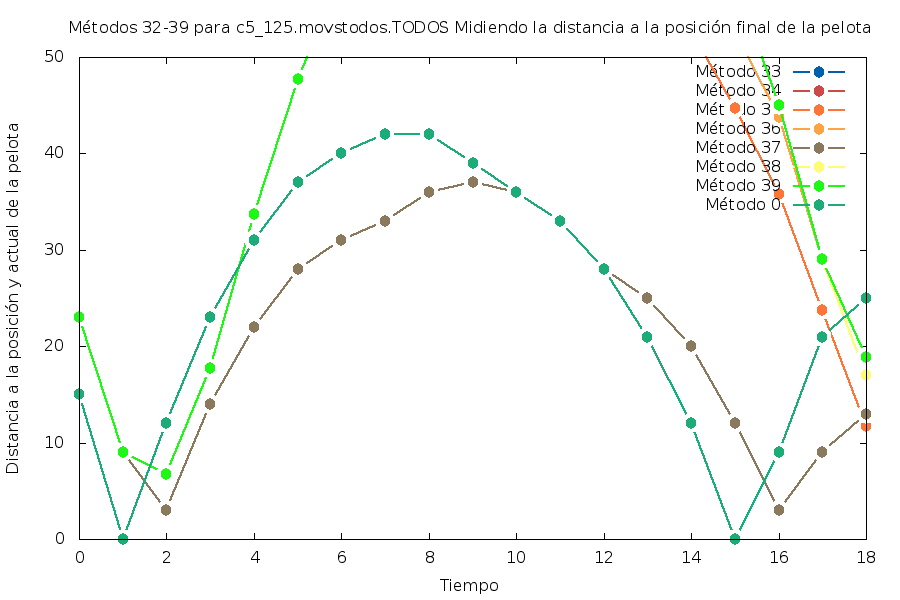 Métodos 32-39 para c5_125.movstodos.TODOS Midiendo la distancia a la posición final de la pelota
Distancia a la posición y actual de la pelota
50
40
30
20
10
0
Método 33
Método 34
Método 36
Método 37
Método 38
Método 39
Método 0
0 2 4 6 8 10 12 14 16 18
Tiempo